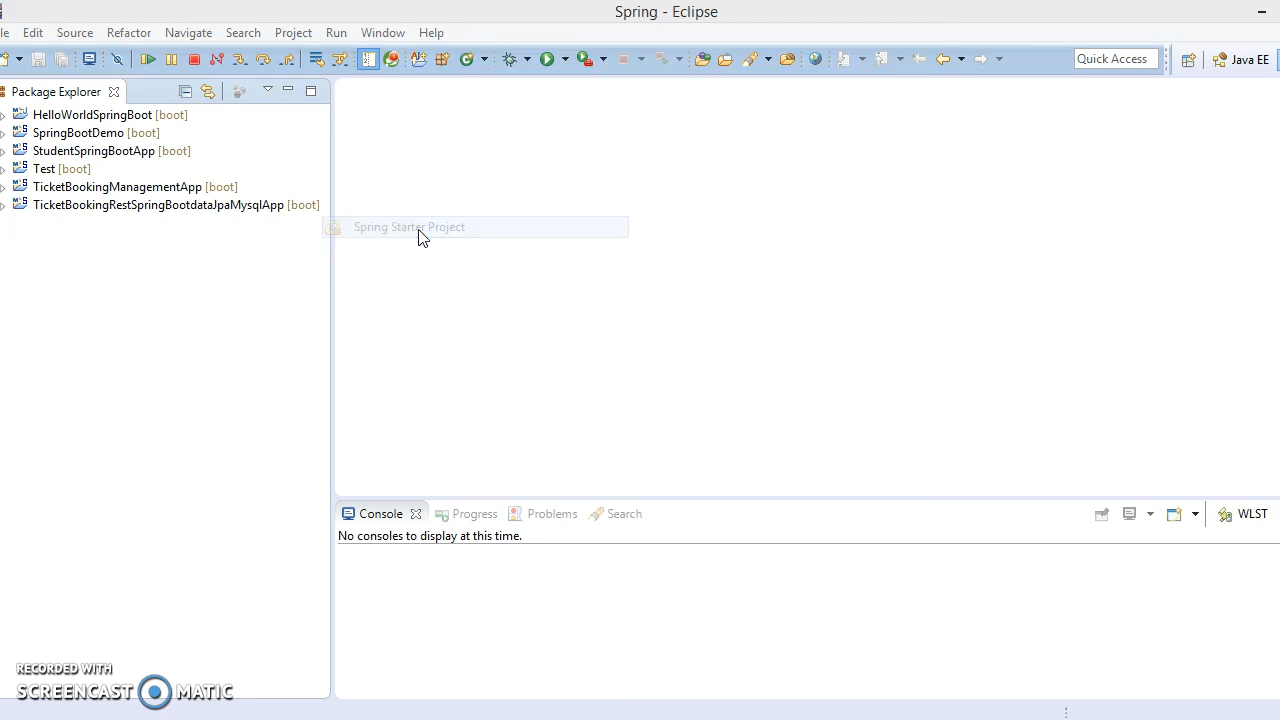 Spring - Eclipse
le Edit Source Refactor Navigate Search Project Run Window Help
Quick Access Java EE
Package Explorer
HelloWorldSpringBoot [boot]
SpringBootDemo [boot]
StudentSpringBootApp [boot]
Test [boot]
TicketBookingManagementApp [boot]
TicketBookingRestSpringBootdataJpaMysqlApp [boot]
Spring Starter Project
Console Progress Problems Search WLST
No consoles to display at this time.
RECORDED WITH
SCREENCAST MATIC